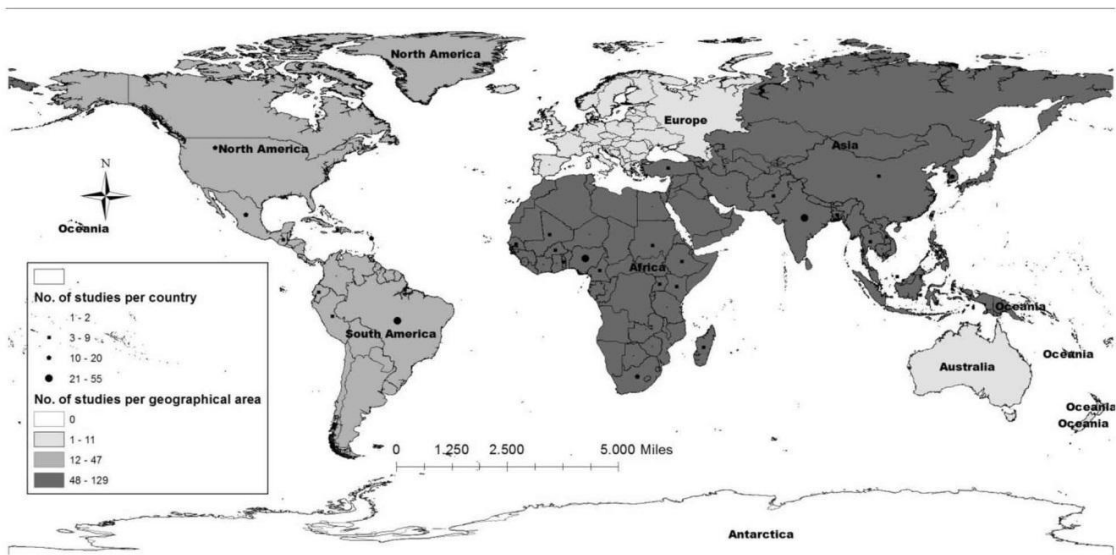 North America
Europe
Asia
North America
N
Oceania
Africa
Oceania
South America
Oceania
Australia
Oceania
Oceania
.
No. of studies per country
1 - 2
3 - 9
10 - 20
21 - 55
No. of studies per geographical area
0
1 - 11
12 - 47
48 - 129
0 1.250 2.500 5.000 Miles
Antarctica